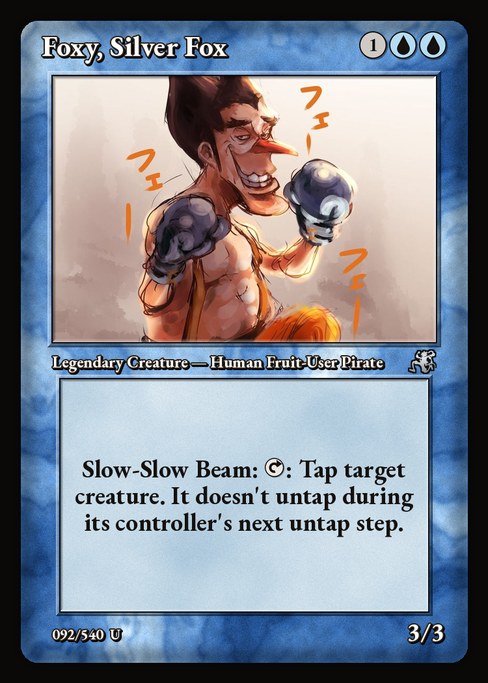 Foxy, Silver Fox
1
フェー
フェー
フェー
Legendary Creature — Human Fruit-User Pirate
Slow-Slow Beam: : Tap target
creature. It doesn't untap during
its controller's next untap step.
092/540 U
3/3